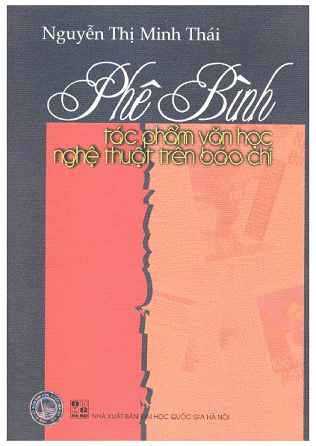 Nguyễn Thị Minh Thái
Phê Bình
tác phẩm văn học
nghệ thuật trên báo chí
NHÀ XUẤT BẢN ĐẠI HỌC QUỐC GIA HÀ NỘI